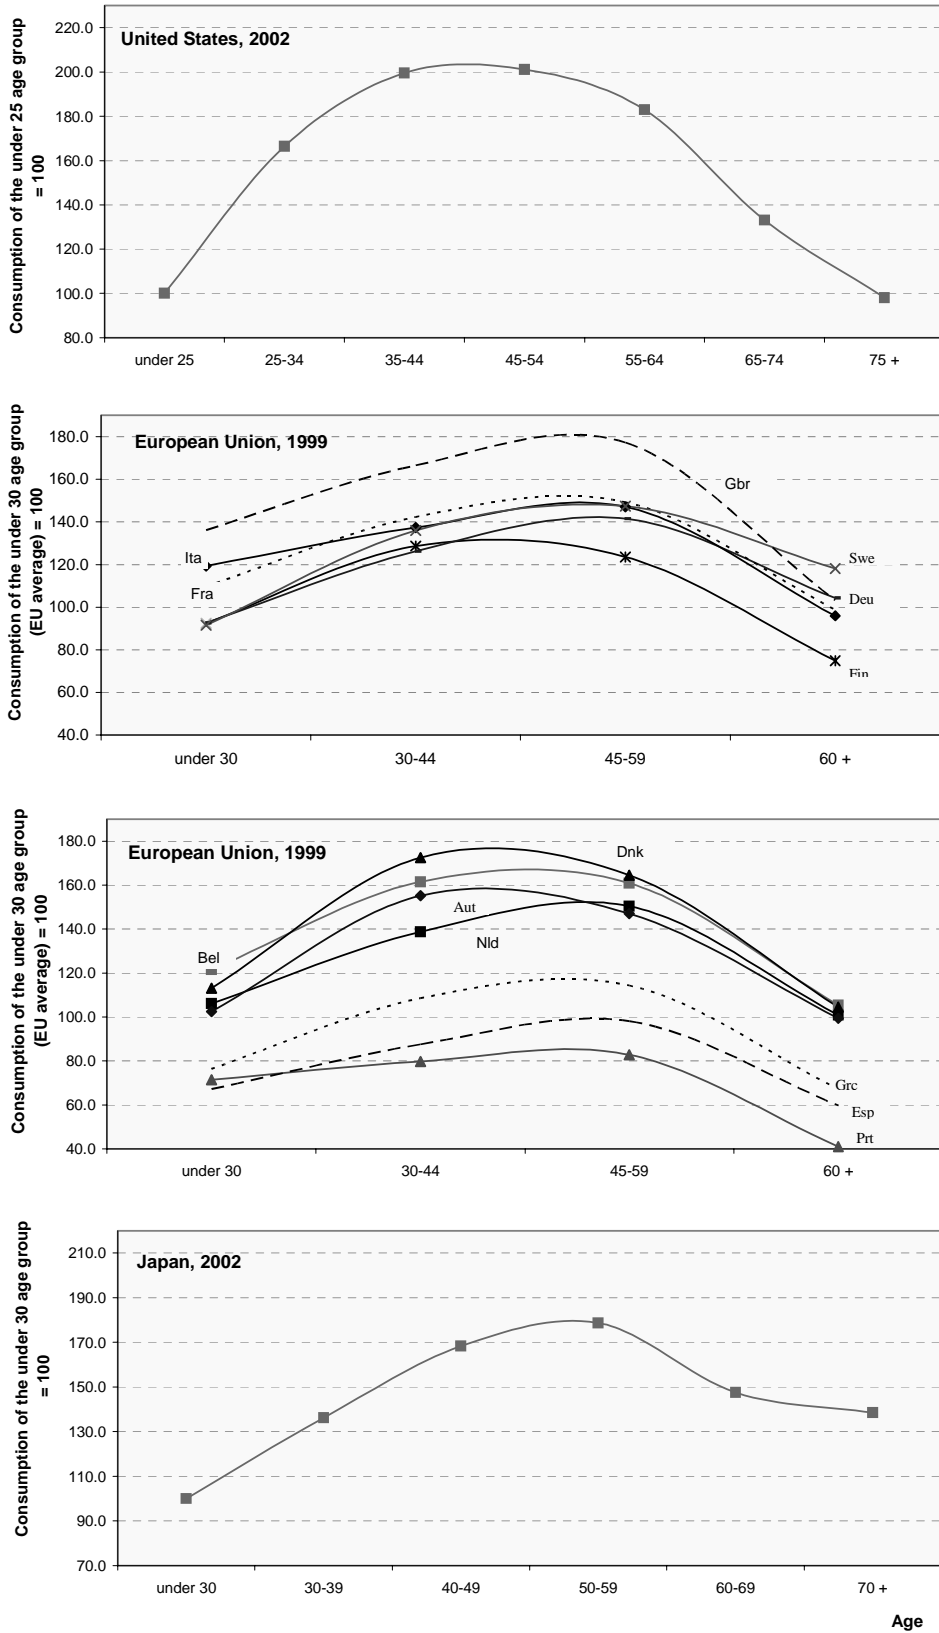 Consumption of the under 25 age group
= 100
United States, 2002
220.0
200.0
180.0
160.0
140.0
120.0
100.0
80.0
under 25 25-34 35-44 45-54 55-64 65-74 75 +
Consumption of the under 30 age group
(EU average) = 100
European Union, 1999
180.0
160.0
140.0
120.0
100.0
80.0
60.0
40.0
Gbr
Ita
Swe
Fra
Deu
Fin
under 30 30-44 45-59 60 +
Consumption of the under 30 age group
(EU average) = 100
European Union, 1999
180.0
160.0
140.0
120.0
100.0
80.0
60.0
40.0
Dnk
Aut
Nld
Bel
Grc
Esp
Prt
under 30 30-44 45-59 60 +
Consumption of the under 30 age group
= 100
Japan, 2002
210.0
190.0
170.0
150.0
130.0
110.0
90.0
70.0
under 30 30-39 40-49 50-59 60-69 70 +
Age